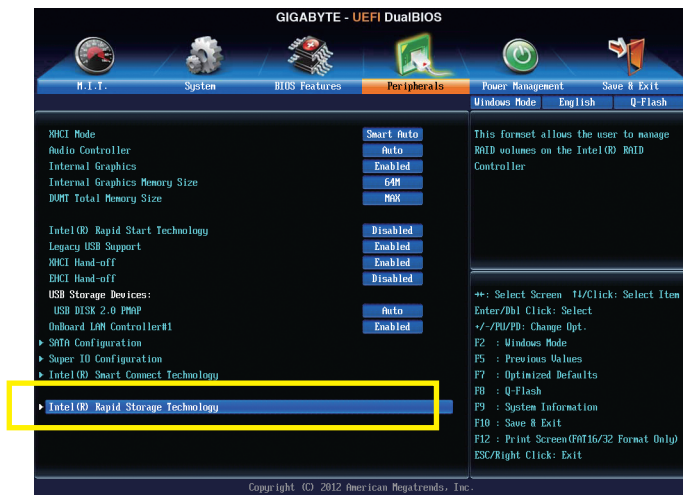 GIGABYTE - UEFI DualBIOS
M.I.T. System BIOS Features Peripherals Power Management Save & Exit
Windows Mode English Q-Flash
XHCI Mode Smart Auto
Audio Controller Auto
Internal Graphics Enabled
Internal Graphics Memory Size 64M
DVMT Total Memory Size MAX
Intel(R) Rapid Start Technology Disabled
Legacy USB Support Enabled
XHCI Hand-off Enabled
EHCI Hand-off Disabled
USB Storage Devices:
USB DISK 2.0 PMAP Auto
OnBoard LAN Controller#1 Enabled
SATA Configuration
Super IO Configuration
Intel(R) Smart Connect Technology
Intel(R) Rapid Storage Technology
This formset allows the user to manage
RAID volumes on the Intel(R) RAID
Controller
→←: Select Screen ↑↓/Click: Select Item
Enter/Dbl Click: Select
+/-/PU/PD: Change Opt.
F2 : Windows Mode
F5 : Previous Values
F7 : Optimized Defaults
F8 : Q-Flash
F9 : System Information
F10 : Save & Exit
F12 : Print Screen(FAT16/32 Format Only)
ESC/Right Click: Exit
Copyright (C) 2012 American Megatrends, Inc.